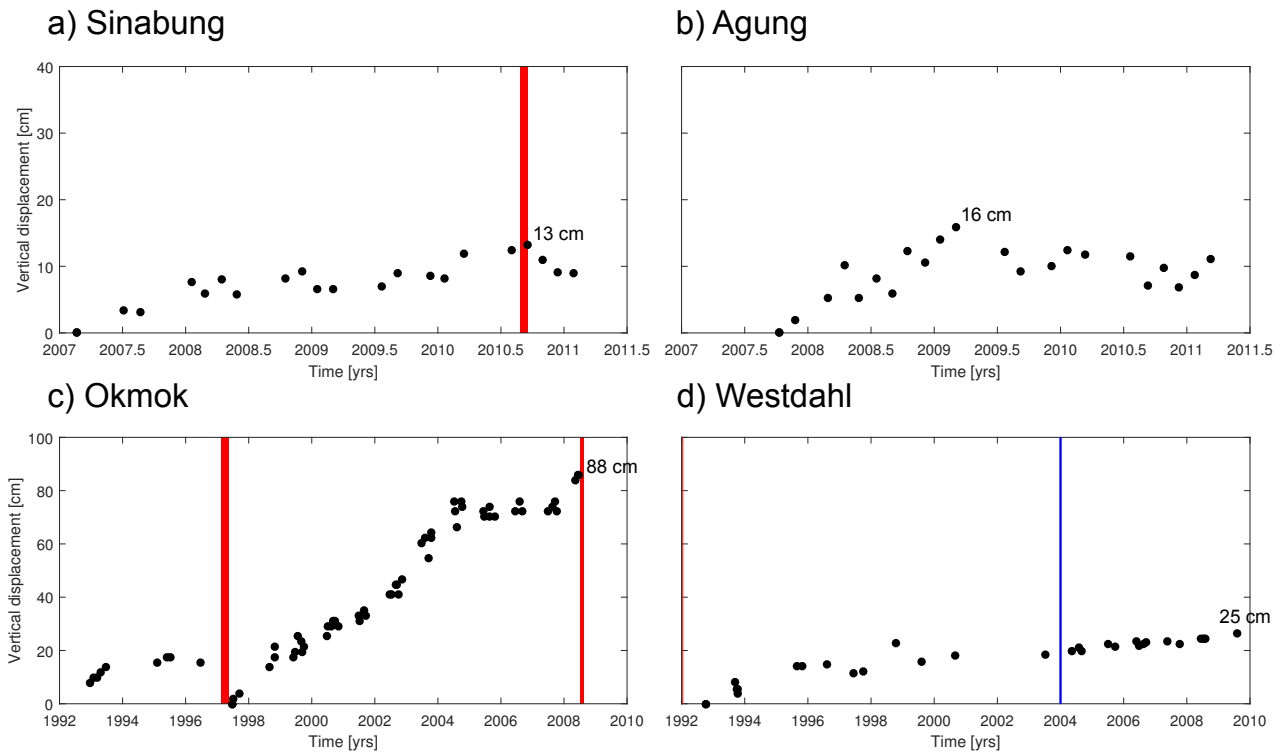 a) Sinabung
b) Agung
Vertical displacement [cm]
40
30
20
10
0
13 cm
16 cm
2007 2007.5 2008 2008.5 2009 2009.5 2010 2010.5 2011 2011.5
2007 2007.5 2008 2008.5 2009 2009.5 2010 2010.5 2011 2011.5
Time [yrs]
Time [yrs]
c) Okmok
d) Westdahl
Vertical displacement [cm]
100
80
60
40
20
0
88 cm
25 cm
1992 1994 1996 1998 2000 2002 2004 2006 2008 2010
1992 1994 1996 1998 2000 2002 2004 2006 2008 2010
Time [yrs]
Time [yrs]